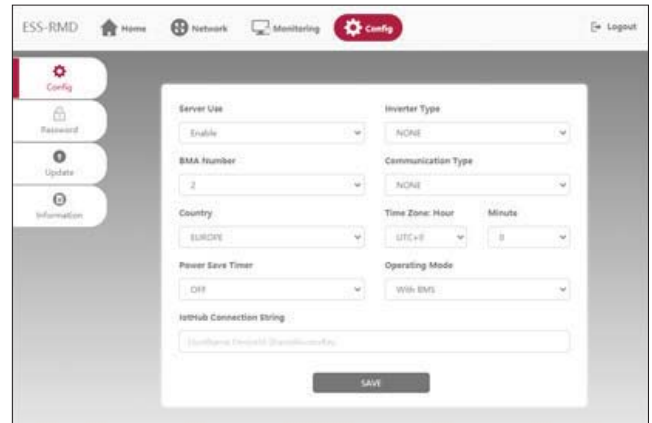 ESS-RMD Home Network Monitoring Config Logout
Config
Password
Update
Information
Server Use Inverter Type
Enable NONE
BMA Number Communication Type
2 NONE
Country Time Zone: Hour Minute
EUROPE UTC+0 0
Power Save Timer Operating Mode
OFF With BMS
IotHub Connection String
SAVE